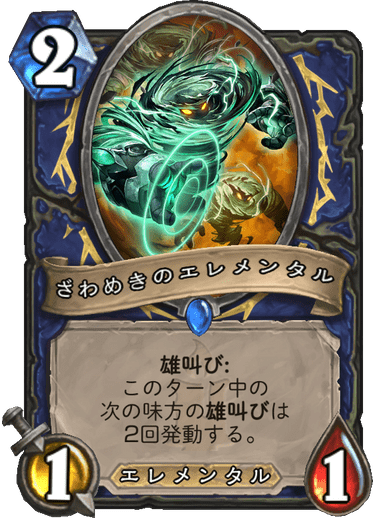 2
ざわめきのエレメンタル
雄叫び:
このターン中の
次の味方の雄叫びは
2回発動する。
1
エレメンタル
1